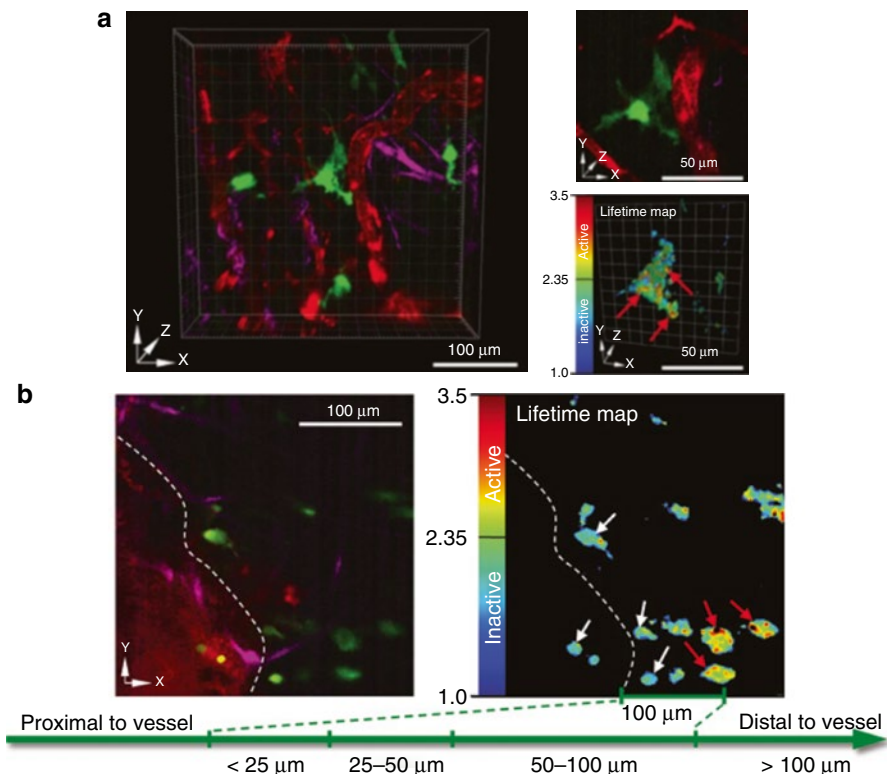 a
Y
Z
X
100 µm
Y
Z
X
50 µm
3.5
Lifetime map
Active
2.35
inactive
1.0
Y
Z
X
50 µm
b
100 µm
Y
X
3.5
Lifetime map
Active
2.35
Inactive
1.0
100 µm
Proximal to vessel
Distal to vessel
< 25 µm
25–50 µm
50–100 µm
> 100 µm